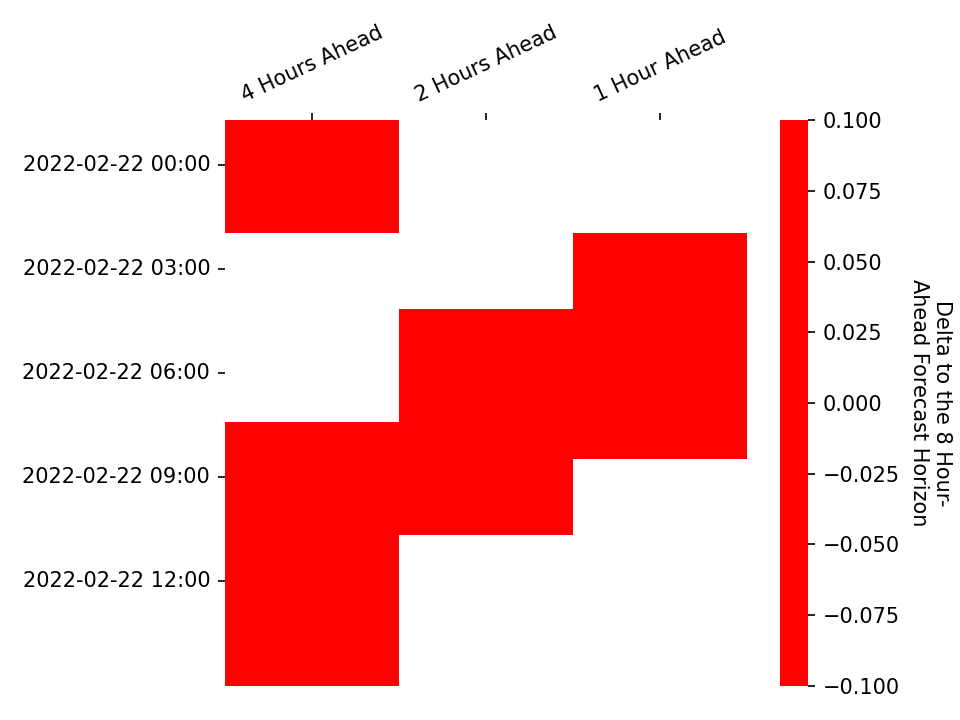 4 Hours Ahead
2 Hours Ahead
1 Hour Ahead
2022-02-22 00:00
2022-02-22 03:00
2022-02-22 06:00
2022-02-22 09:00
2022-02-22 12:00
0.100
0.075
0.050
0.025
0.000
−0.025
−0.050
−0.075
−0.100
Delta to the 8 Hour-
Ahead Forecast Horizon